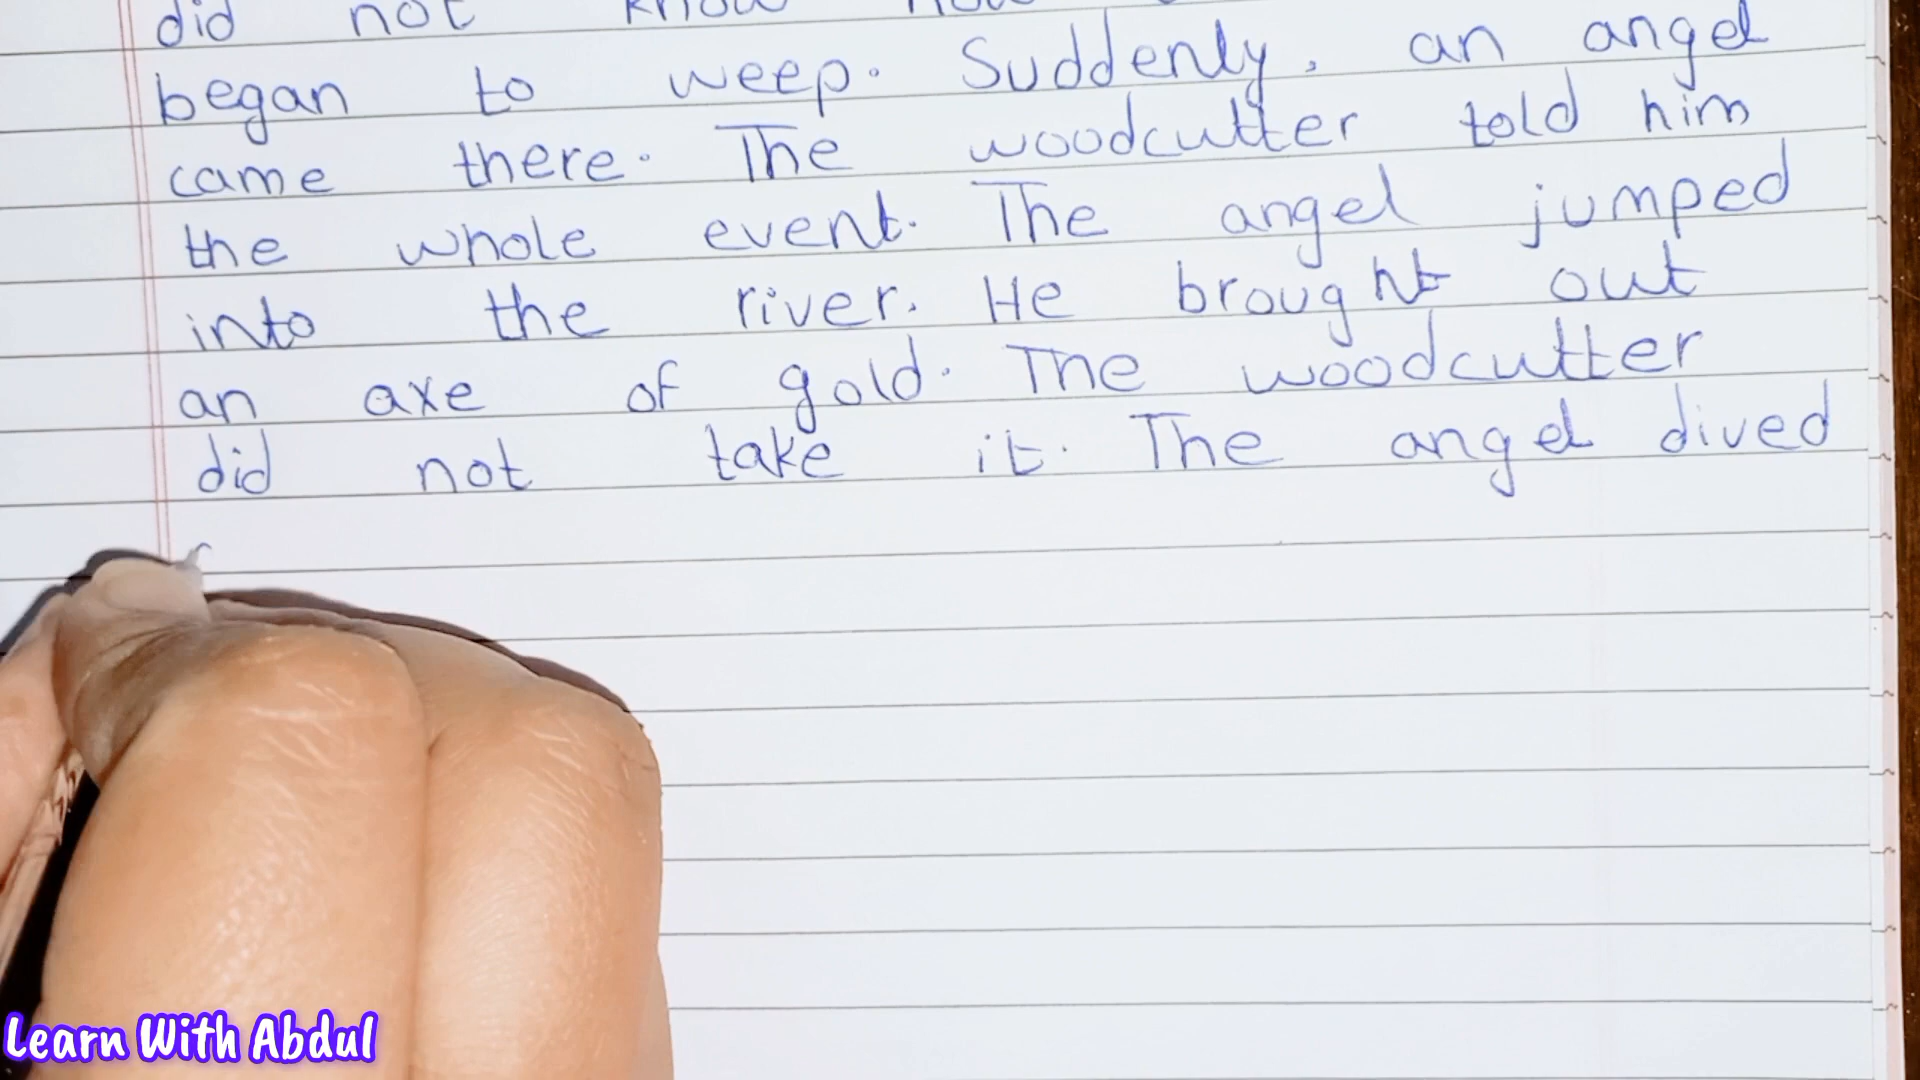 did not know
began to weep. Suddenly, an angel
came there. The woodcutter told him
the whole event. The angel jumped
into the river. He brought out
an axe of gold. The woodcutter
did not take it. The angel dived
Learn With Abdul